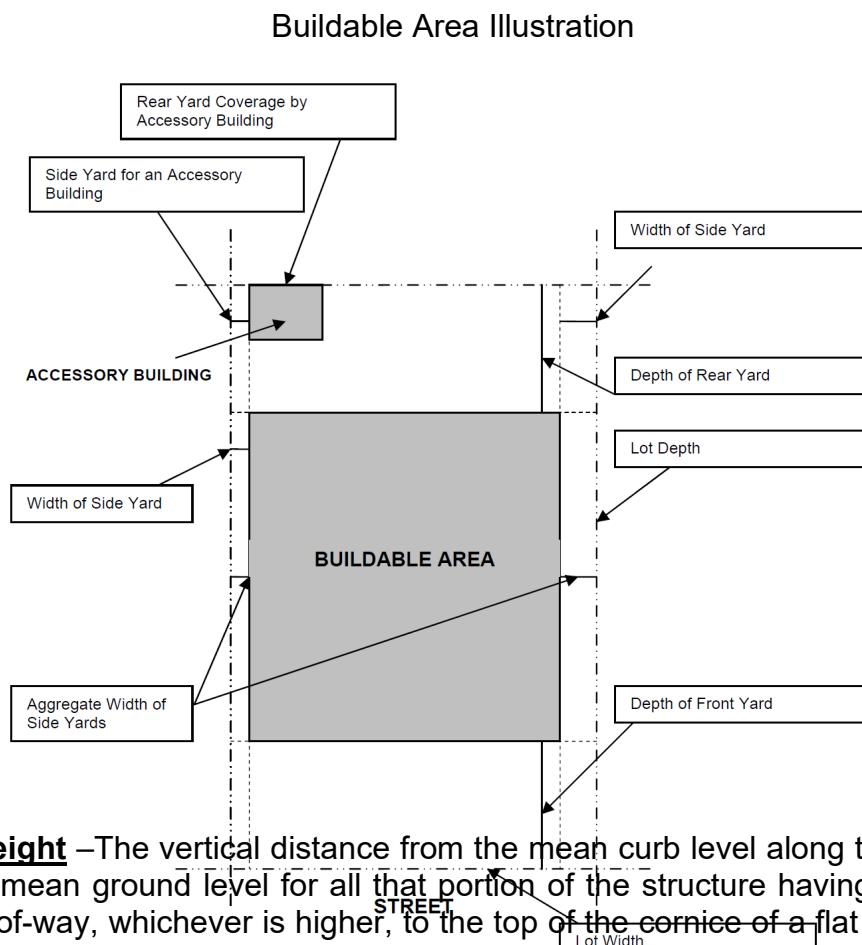 Buildable Area Illustration
Rear Yard Coverage by
Accessory Building
Side Yard for an Accessory
Building
Width of Side Yard
ACCESSORY BUILDING
Depth of Rear Yard
Lot Depth
Width of Side Yard
BUILDABLE AREA
Aggregate Width of
Side Yards
Depth of Front Yard
eight –The vertical distance from the mean curb level along t
mean ground level for all that portion of the structure having
STREET
of-way, whichever is higher, to the top of the cornice of a flat
Lot Width